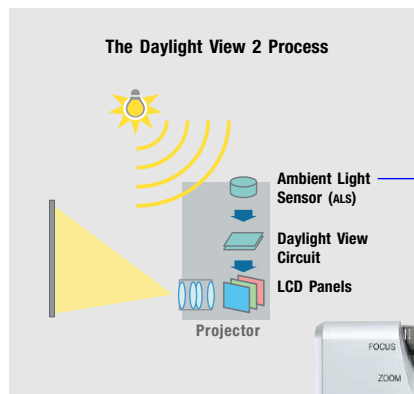 The Daylight View 2 Process
Ambient Light
Sensor (ALS)
Daylight View
Circuit
LCD Panels
Projector
FOCUS
ZOOM